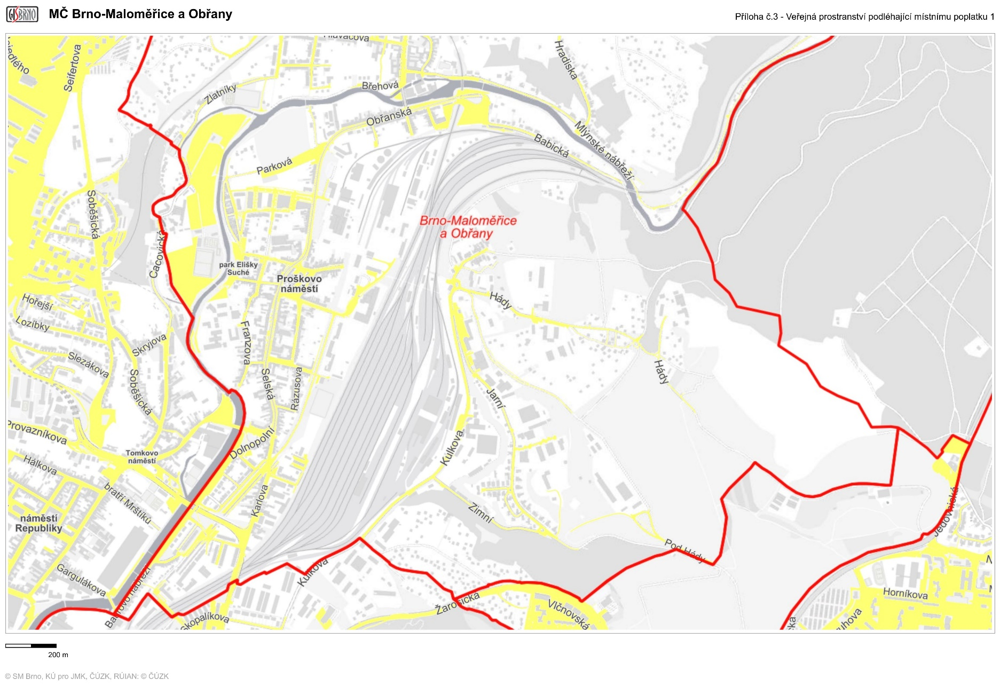 GISBRNO
MČ Brno-Maloměřice a Obřany
Příloha č.3 - Veřejná prostranství podléhající místnímu poplatku 1
Hlaváčova
Seifertova
Hradiska
Zlatníky
Břehová
Obřanská
Mlýnské nábřeží
Babická
Parková
Soběšická
Brno-Maloměřice
a Obřany
Cacovická
park Elišky
Suché
Proškovo
náměstí
Hády
Hořejší
Lozíbky
Skryjova
Franzova
Slezákova
Soběšická
Selská
Rázusova
Hády
Jarní
Provazníkova
Dolnopolní
Kulkova
Tomkovo
náměstí
Hálkova
bratří Mrštíků
Karlova
Zimní
Jedovnická
náměstí
Republiky
Pod Hády
Kulkova
Gargulákova
Žarošická
Vlčnovská
Horníkova
Skopalíkova
200 m
© SM Brno, KÚ pro JMK, ČÚZK, RÚIAN: © ČÚZK